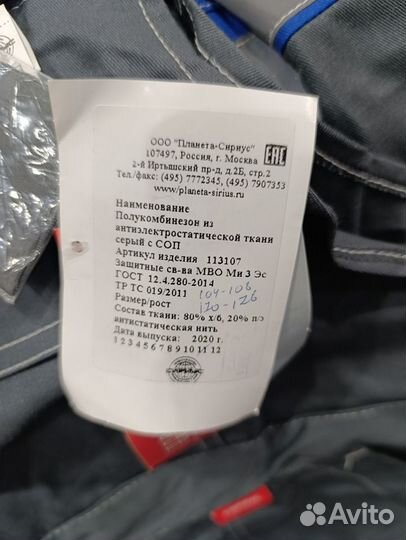 ООО "Планета-Сириус"
107497, Россия, г. Москва
2-й Иртышский пр-д, д.2Б, стр.2
Тел./факс: (495) 7772345, (495) 7907353
www/planeta-sirius.ru
ЕАС
Наименование
Полукомбинезон из
антиэлектростатической ткани
серый с СОП
Артикул изделия 113107
Защитные св-ва МВО Ми З Эс
ГОСТ 12.4.280-2014
ТР ТС 019/2011 104-108
Размер/рост 120-126
Состав ткани: 80% х/б, 20% п/э
антистатическая нить
Дата выпуска: 2020 г.
1 2 3 4 5 6 7 8 9 10 11 12
СИРИУС
Avito